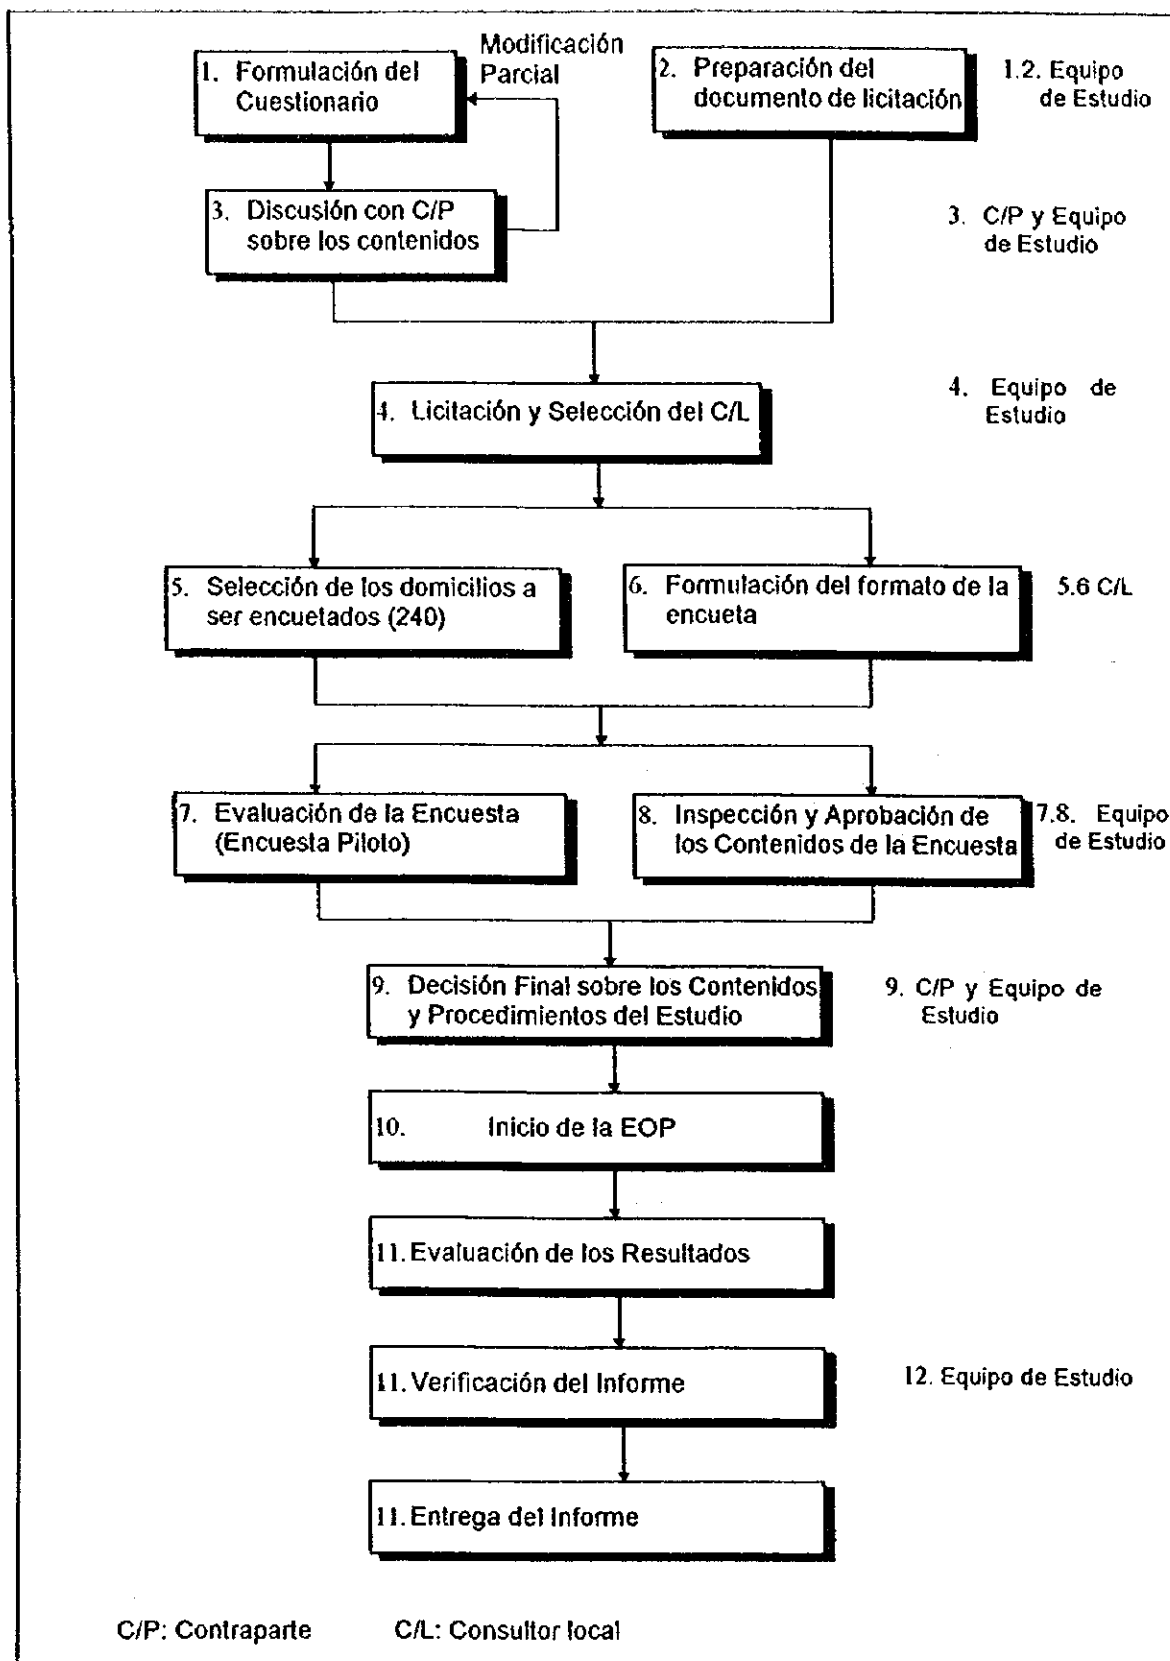 Modificación
Parcial
1. Formulación del
Cuestionario
2. Preparación del
documento de licitación
1.2. Equipo
de Estudio
3. Discusión con C/P
sobre los contenidos
3. C/P y Equipo
de Estudio
4. Licitación y Selección del C/L
4. Equipo de
Estudio
5. Selección de los domicilios a
ser encuetados (240)
6. Formulación del formato de la
encueta
5.6 C/L
7. Evaluación de la Encuesta
(Encuesta Piloto)
8. Inspección y Aprobación de
los Contenidos de la Encuesta
7.8. Equipo
de Estudio
9. Decisión Final sobre los Contenidos
y Procedimientos del Estudio
9. C/P y Equipo de
Estudio
10. Inicio de la EOP
11. Evaluación de los Resultados
11. Verificación del Informe
12. Equipo de Estudio
11. Entrega del Informe
C/P: Contraparte C/L: Consultor local